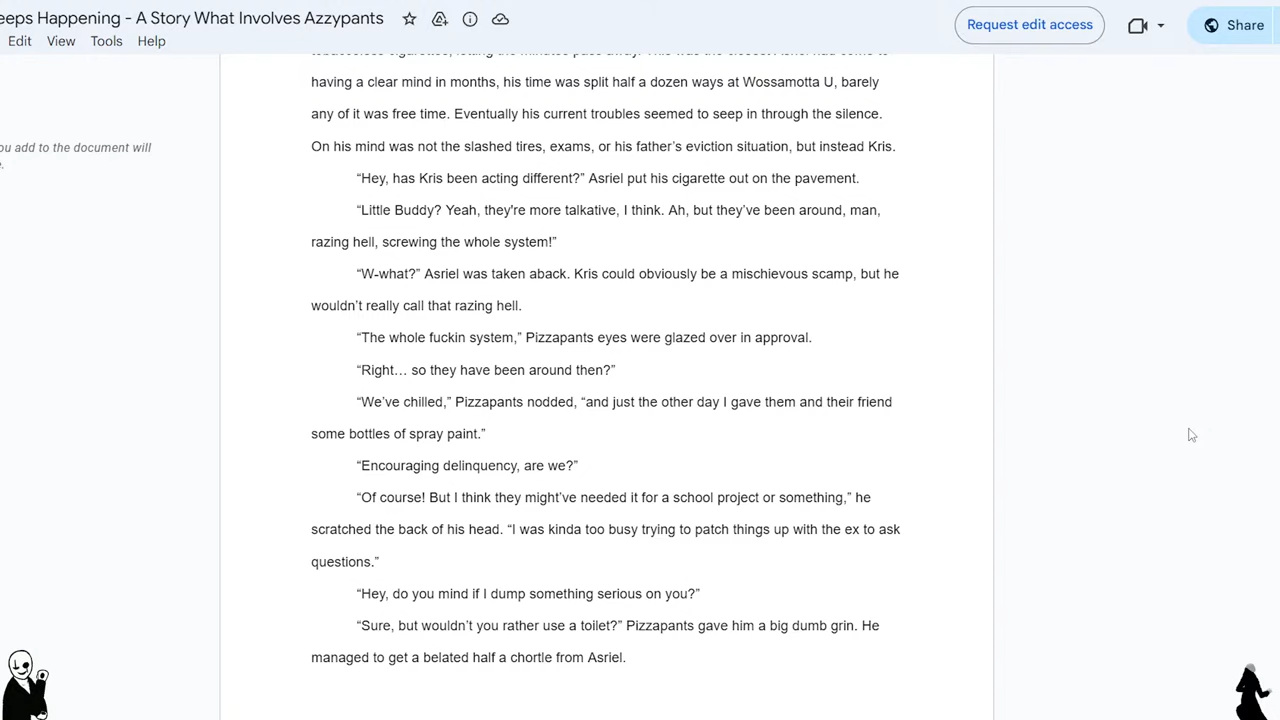 eeps Happening - A Story What Involves Azzypants
Request edit access
Share
Edit View Tools Help
having a clear mind in months, his time was split half a dozen ways at Wossamotta U, barely
any of it was free time. Eventually his current troubles seemed to seep in through the silence.
ou add to the document will
On his mind was not the slashed tires, exams, or his father’s eviction situation, but instead Kris.
“Hey, has Kris been acting different?” Asriel put his cigarette out on the pavement.
“Little Buddy? Yeah, they're more talkative, I think. Ah, but they’ve been around, man,
razing hell, screwing the whole system!”
“W-what?” Asriel was taken aback. Kris could obviously be a mischievous scamp, but he
wouldn’t really call that razing hell.
“The whole fuckin system,” Pizzapants eyes were glazed over in approval.
“Right… so they have been around then?”
“We’ve chilled,” Pizzapants nodded, “and just the other day I gave them and their friend
some bottles of spray paint.”
“Encouraging delinquency, are we?”
“Of course! But I think they might’ve needed it for a school project or something,” he
scratched the back of his head. “I was kinda too busy trying to patch things up with the ex to ask
questions.”
“Hey, do you mind if I dump something serious on you?”
“Sure, but wouldn’t you rather use a toilet?” Pizzapants gave him a big dumb grin. He
managed to get a belated half a chortle from Asriel.